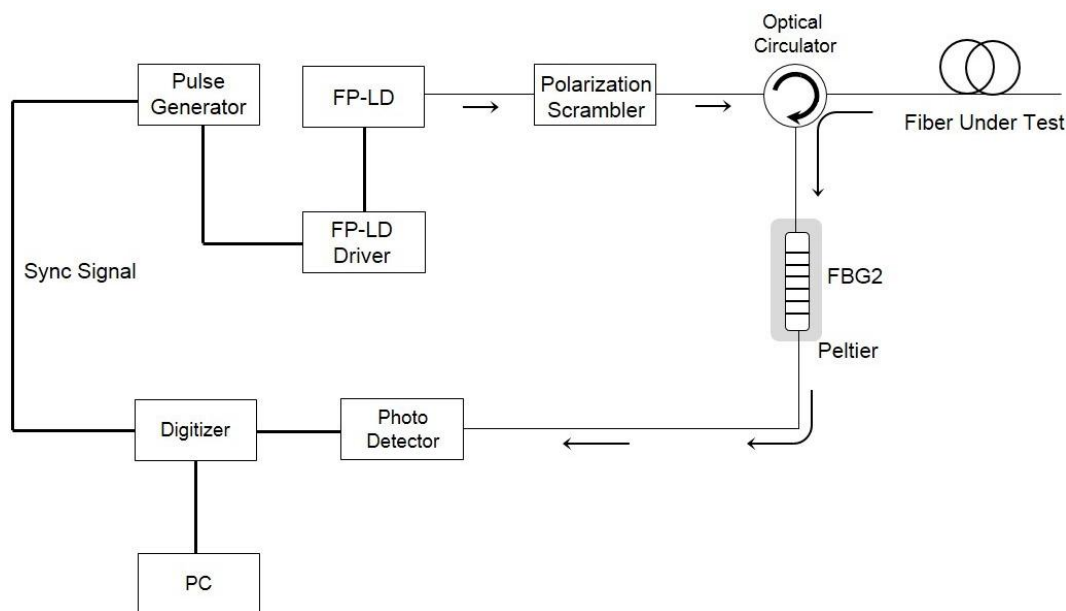 Optical
Circulator
Pulse
Generator
FP-LD
Polarization
Scrambler
Fiber Under Test
FP-LD
Driver
Sync Signal
FBG2
Peltier
Digitizer
Photo
Detector
PC